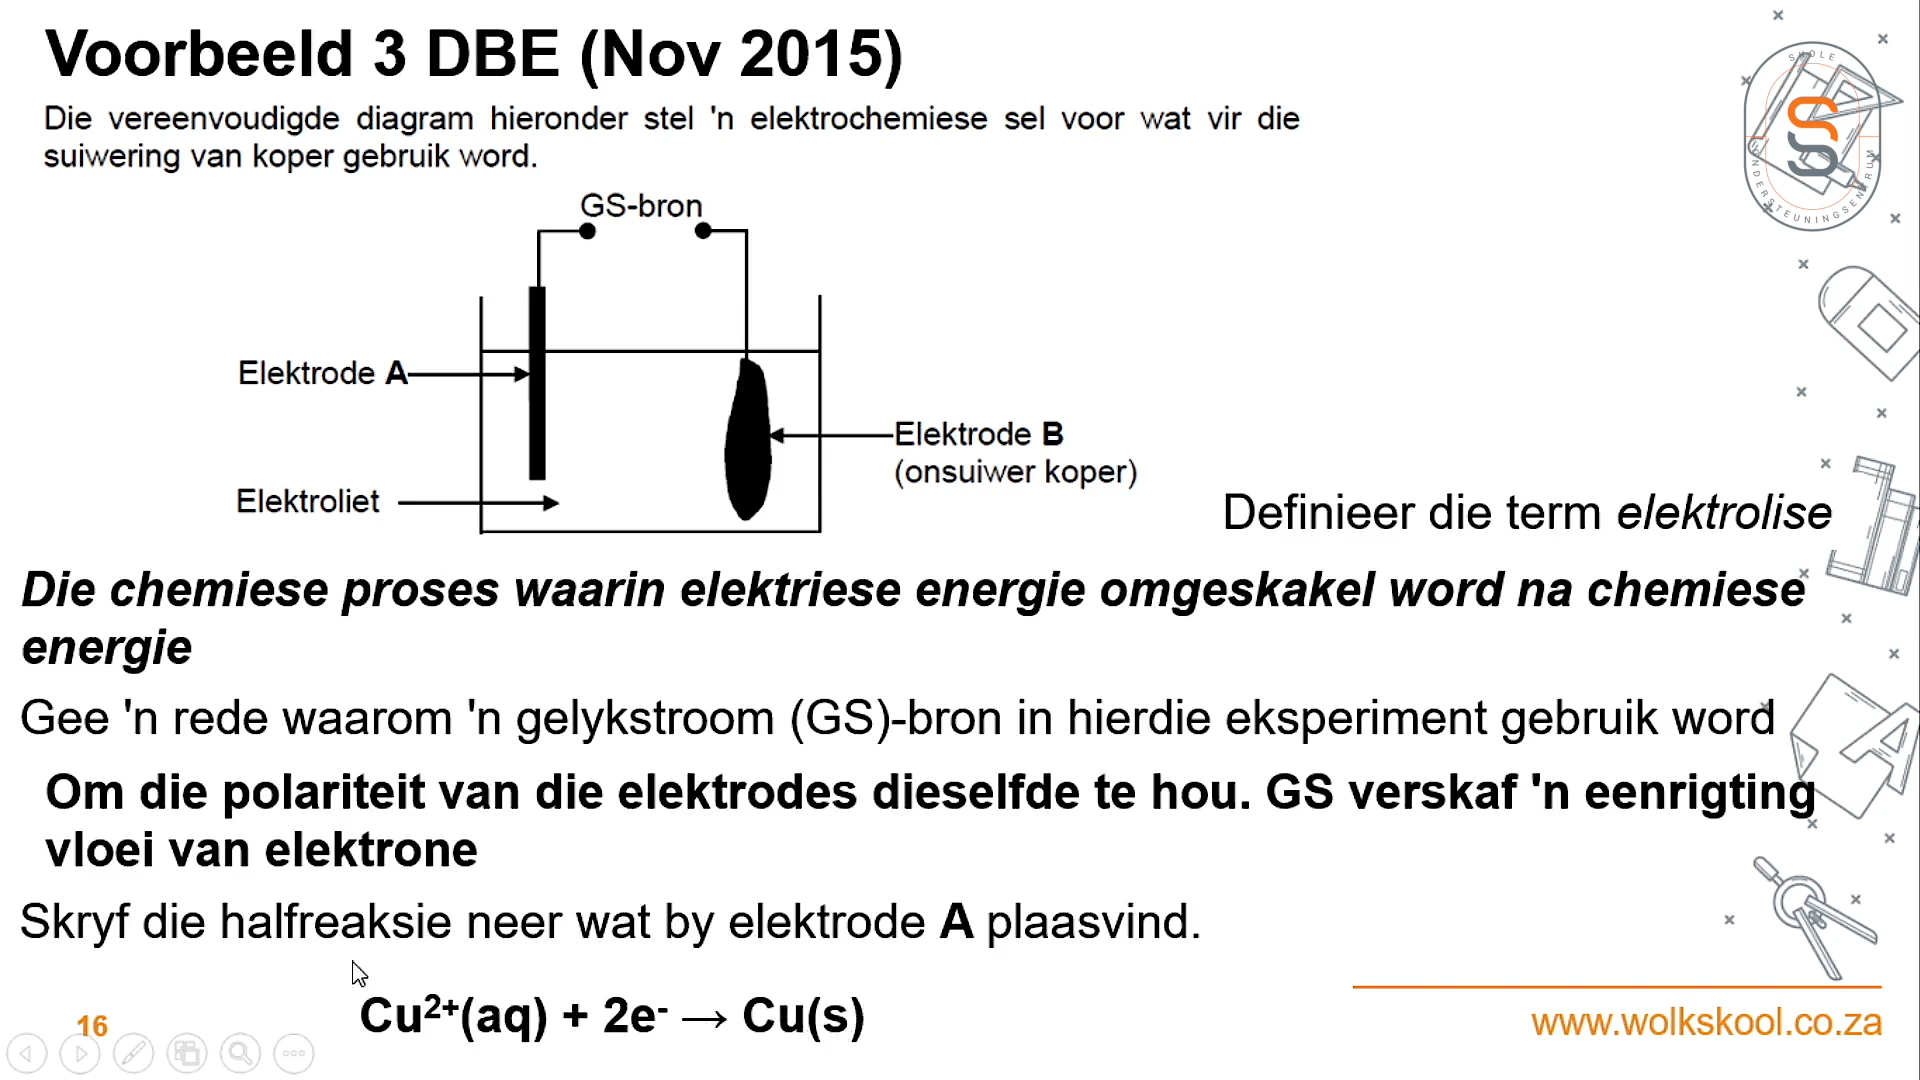 Voorbeeld 3 DBE (Nov 2015)
Die vereenvoudigde diagram hieronder stel 'n elektrochemiese sel voor wat vir die
suiwering van koper gebruik word.
GS-bron
Elektrode A
Elektrode B
(onsuiwer koper)
Elektroliet
Definieer die term elektrolise
Die chemiese proses waarin elektriese energie omgeskakel word na chemiese
energie
Gee 'n rede waarom 'n gelykstroom (GS)-bron in hierdie eksperiment gebruik word
Om die polariteit van die elektrodes dieselfde te hou. GS verskaf 'n eenrigting
vloei van elektrone
Skryf die halfreaksie neer wat by elektrode A plaasvind.
Cu²⁺(aq) + 2e⁻ → Cu(s)
16
www.wolkskool.co.za
SKOLE
ONDERSTEUNINGSENTRUM